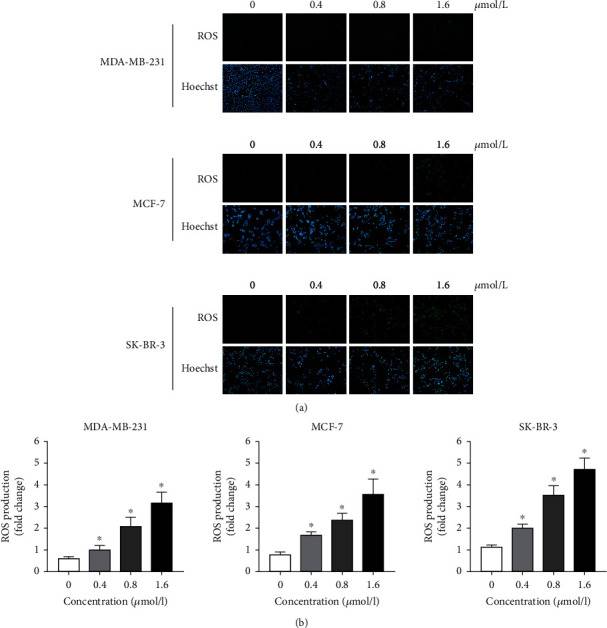 0 0.4 0.8 1.6 μmol/L
ROS
MDA-MB-231
Hoechst
0 0.4 0.8 1.6 μmol/L
ROS
MCF-7
Hoechst
0 0.4 0.8 1.6 μmol/L
ROS
SK-BR-3
Hoechst
(a)
MDA-MB-231
ROS production
(fold change)
6
5
4
3
2
1
0
* * *
0 0.4 0.8 1.6
Concentration (μmol/l)
MCF-7
ROS production
(fold change)
6
5
4
3
2
1
0
* * *
0 0.4 0.8 1.6
Concentration (μmol/l)
SK-BR-3
ROS production
(fold change)
6
5
4
3
2
1
0
* * *
0 0.4 0.8 1.6
Concentration (μmol/l)
(b)